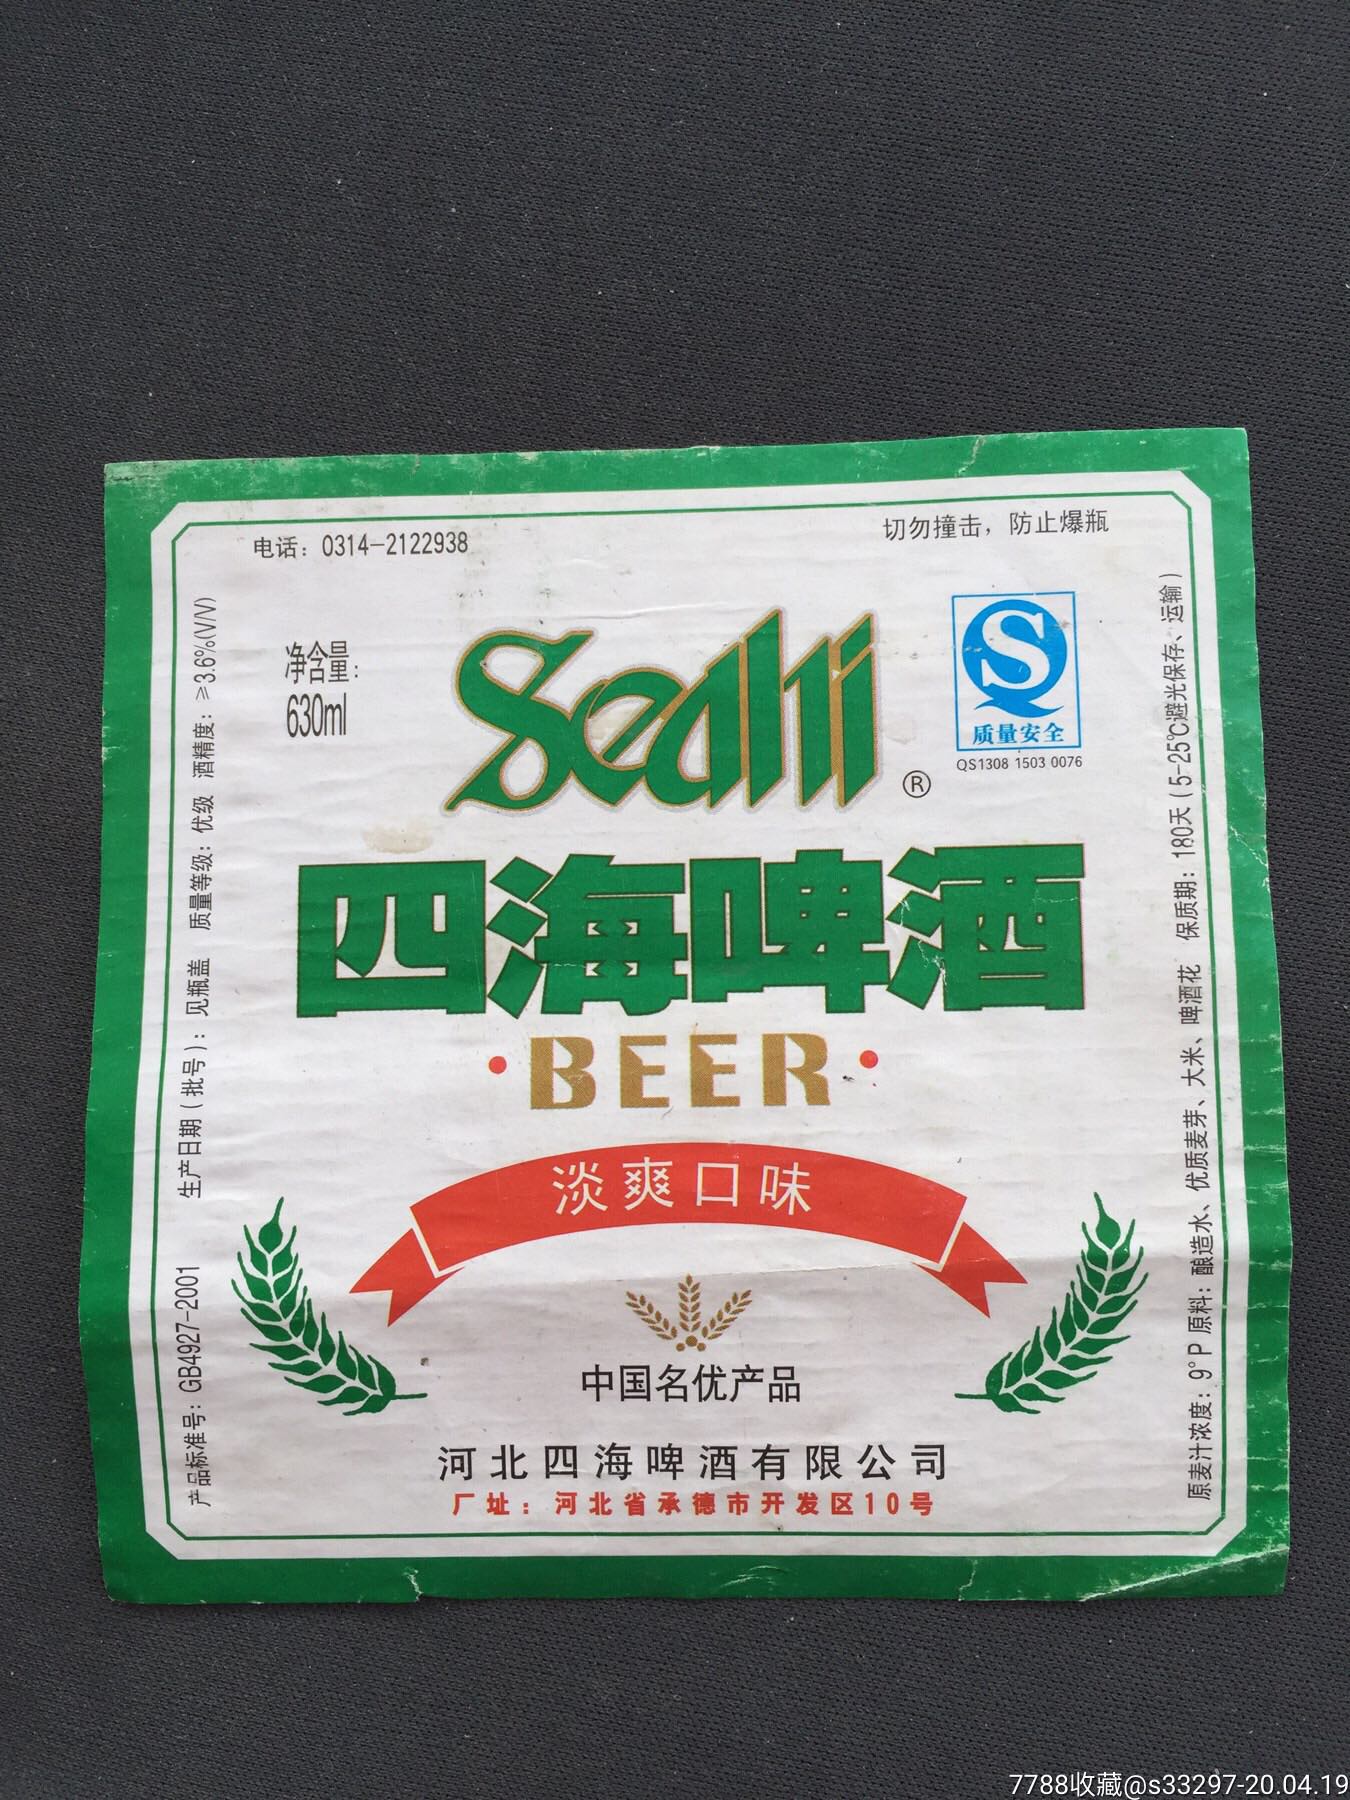 电话：0314-2122938
切勿撞击，防止爆瓶
净含量：
630ml
Seahi
®
质量安全
QS1308 1503 0076
四海啤酒
·BEER·
淡爽口味
中国名优产品
河北四海啤酒有限公司
厂址：河北省承德市开发区10号
产品标准号：GB4927-2001 生产日期（批号）：见瓶盖 质量等级：优级 酒精度：≥3.6%(V/V)
原麦汁浓度：9°P 原料：酿造水、优质麦芽、大米、啤酒花 保质期：180天（5-25℃避光保存、运输）
7788收藏@s33297-20.04.19